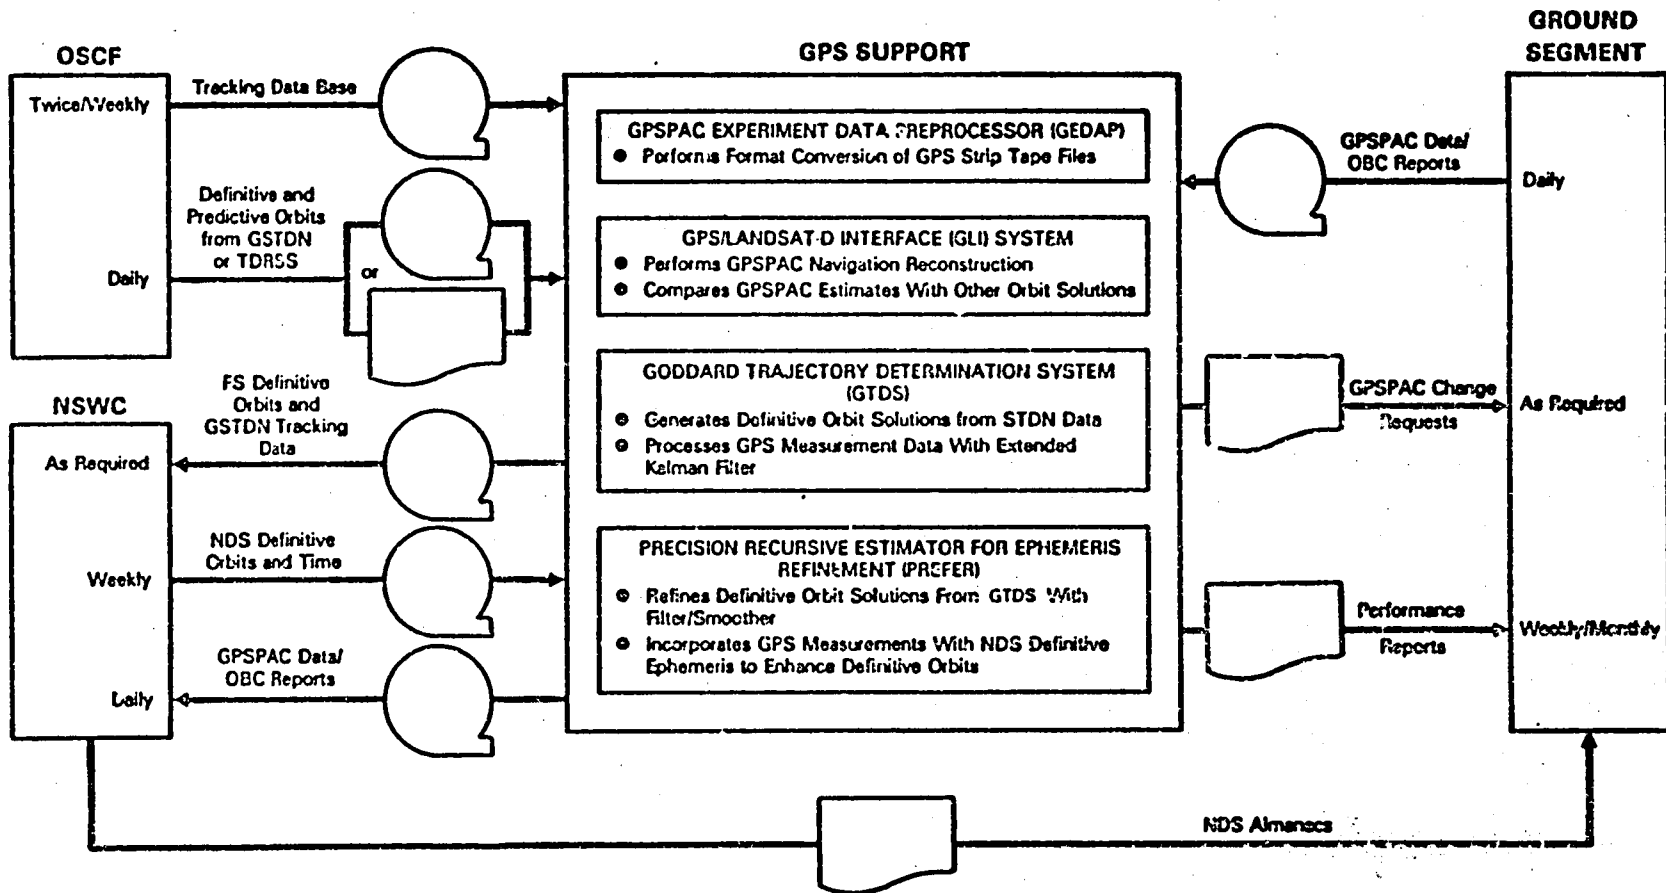 OSCF
Twice/Weekly
Tracking Data Base
Definitive and
Predictive Orbits
from GSTDN
or TDRSS
Daily
or
NSWC
FS Definitive
Orbits and
GSTDN Tracking
Data
As Required
NDS Definitive
Orbits and Time
Weekly
GPSPAC Data/
OBC Reports
Daily
GPS SUPPORT
GPSPAC EXPERIMENT DATA PREPROCESSOR (GEDAP)
● Performs Format Conversion of GPS Strip Tape Files
GPS/LANDSAT-D INTERFACE (GLI) SYSTEM
● Performs GPSPAC Navigation Reconstruction
● Compares GPSPAC Estimates With Other Orbit Solutions
GODDARD TRAJECTORY DETERMINATION SYSTEM
(GTDS)
● Generates Definitive Orbit Solutions from STDN Data
● Processes GPS Measurement Data With Extended
Kalman Filter
PRECISION RECURSIVE ESTIMATOR FOR EPHEMERIS
REFINEMENT (PREFER)
● Refines Definitive Orbit Solutions From GTDS With
Filter/Smoother
● Incorporates GPS Measurements With NDS Definitive
Ephemeris to Enhance Definitive Orbits
GROUND
SEGMENT
GPSPAC Data/
OBC Reports
Daily
GPSPAC Change
Requests
As Required
Performance
Reports
Weekly/Monthly
NDS Almanacs